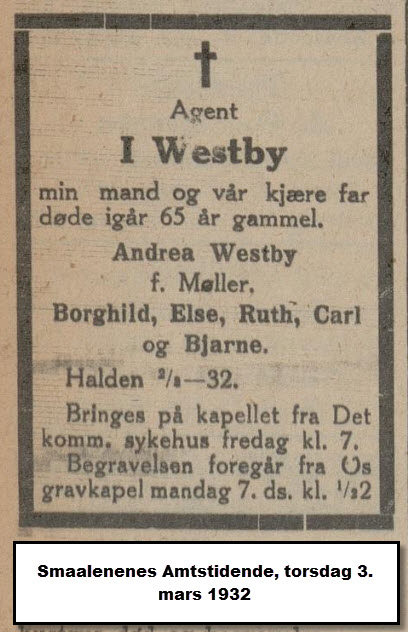 Agent
I Westby
min mand og vår kjære far
døde igår 65 år gammel.
Andrea Westby
f. Møller.
Borghild, Else, Ruth, Carl
og Bjarne.
Halden 2/3—32.
Bringes på kapellet fra Det
komm. sykehus fredag kl. 7.
Begravelsen foregår fra Os
gravkapel mandag 7. ds. kl. 1/22
Smaalenenes Amtstidende, torsdag 3.
mars 1932